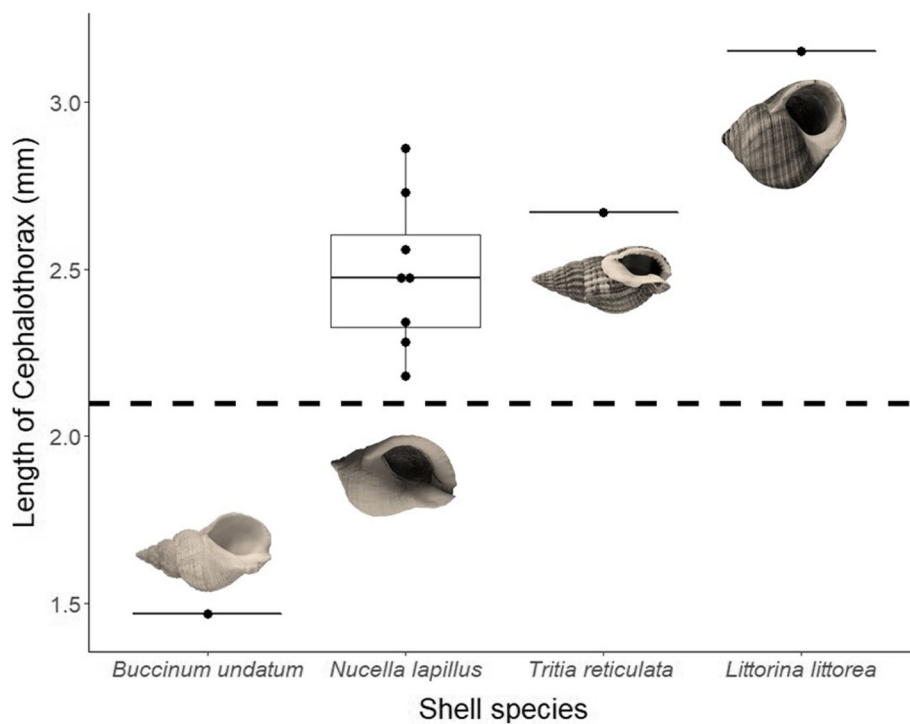 Length of Cephalothorax (mm)
3.0
2.5
2.0
1.5
Buccinum undatum
Nucella lapillus
Tritia reticulata
Littorina littorea
Shell species